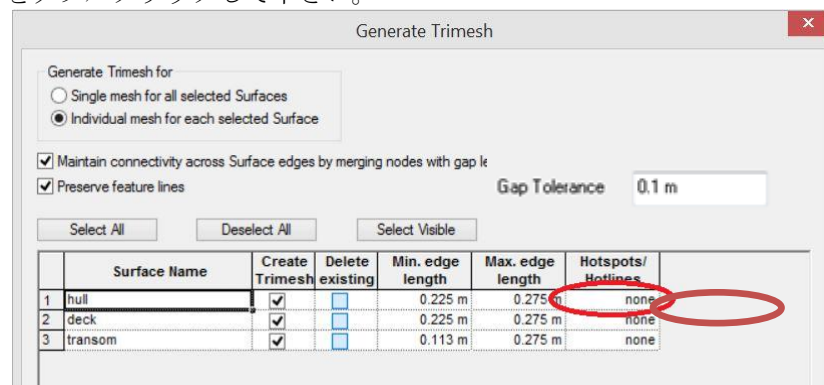 Generate Trimesh
Generate Trimesh for
Single mesh for all selected Surfaces
Individual mesh for each selected Surface
Maintain connectivity across Surface edges by merging nodes with gap le
Preserve feature lines
Gap Tolerance 0.1 m
Select All Deselect All Select Visible
Surface Name Create Trimesh Delete existing Min. edge length Max. edge length Hotspots/ Hotlines
1 hull 0.225 m 0.275 m none
2 deck 0.225 m 0.275 m none
3 transom 0.113 m 0.275 m none